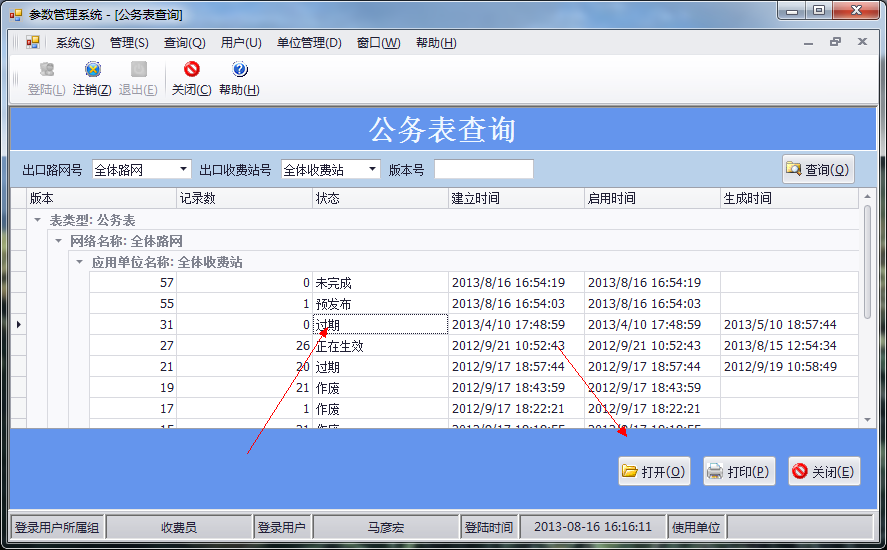 参数管理系统 - [公务表查询]
系统(S) 管理(S) 查询(Q) 用户(U) 单位管理(D) 窗口(W) 帮助(H)
登陆(L) 注销(Z) 退出(E) 关闭(C) 帮助(H)
公务表查询
出口路网号 全体路网 出口收费站号 全体收费站 版本号 查询(Q)
版本 记录数 状态 建立时间 启用时间 生成时间
表类型: 公务表
网络名称: 全体路网
应用单位名称: 全体收费站
57 0 未完成 2013/8/16 16:54:19 2013/8/16 16:54:19
55 1 预发布 2013/8/16 16:54:03 2013/8/16 16:54:03
31 0 过期 2013/4/10 17:48:59 2013/4/10 17:48:59 2013/5/10 18:57:44
27 26 正在生效 2012/9/21 10:52:43 2012/9/21 10:52:43 2013/8/15 12:54:34
21 20 过期 2012/9/17 18:57:44 2012/9/17 18:57:44 2012/9/19 10:58:49
19 21 作废 2012/9/17 18:43:59 2012/9/17 18:43:59
17 1 作废 2012/9/17 18:22:21 2012/9/17 18:22:21
打开(O) 打印(P) 关闭(E)
登录用户所属组 收费员 登录用户 马彦宏 登陆时间 2013-08-16 16:16:11 使用单位